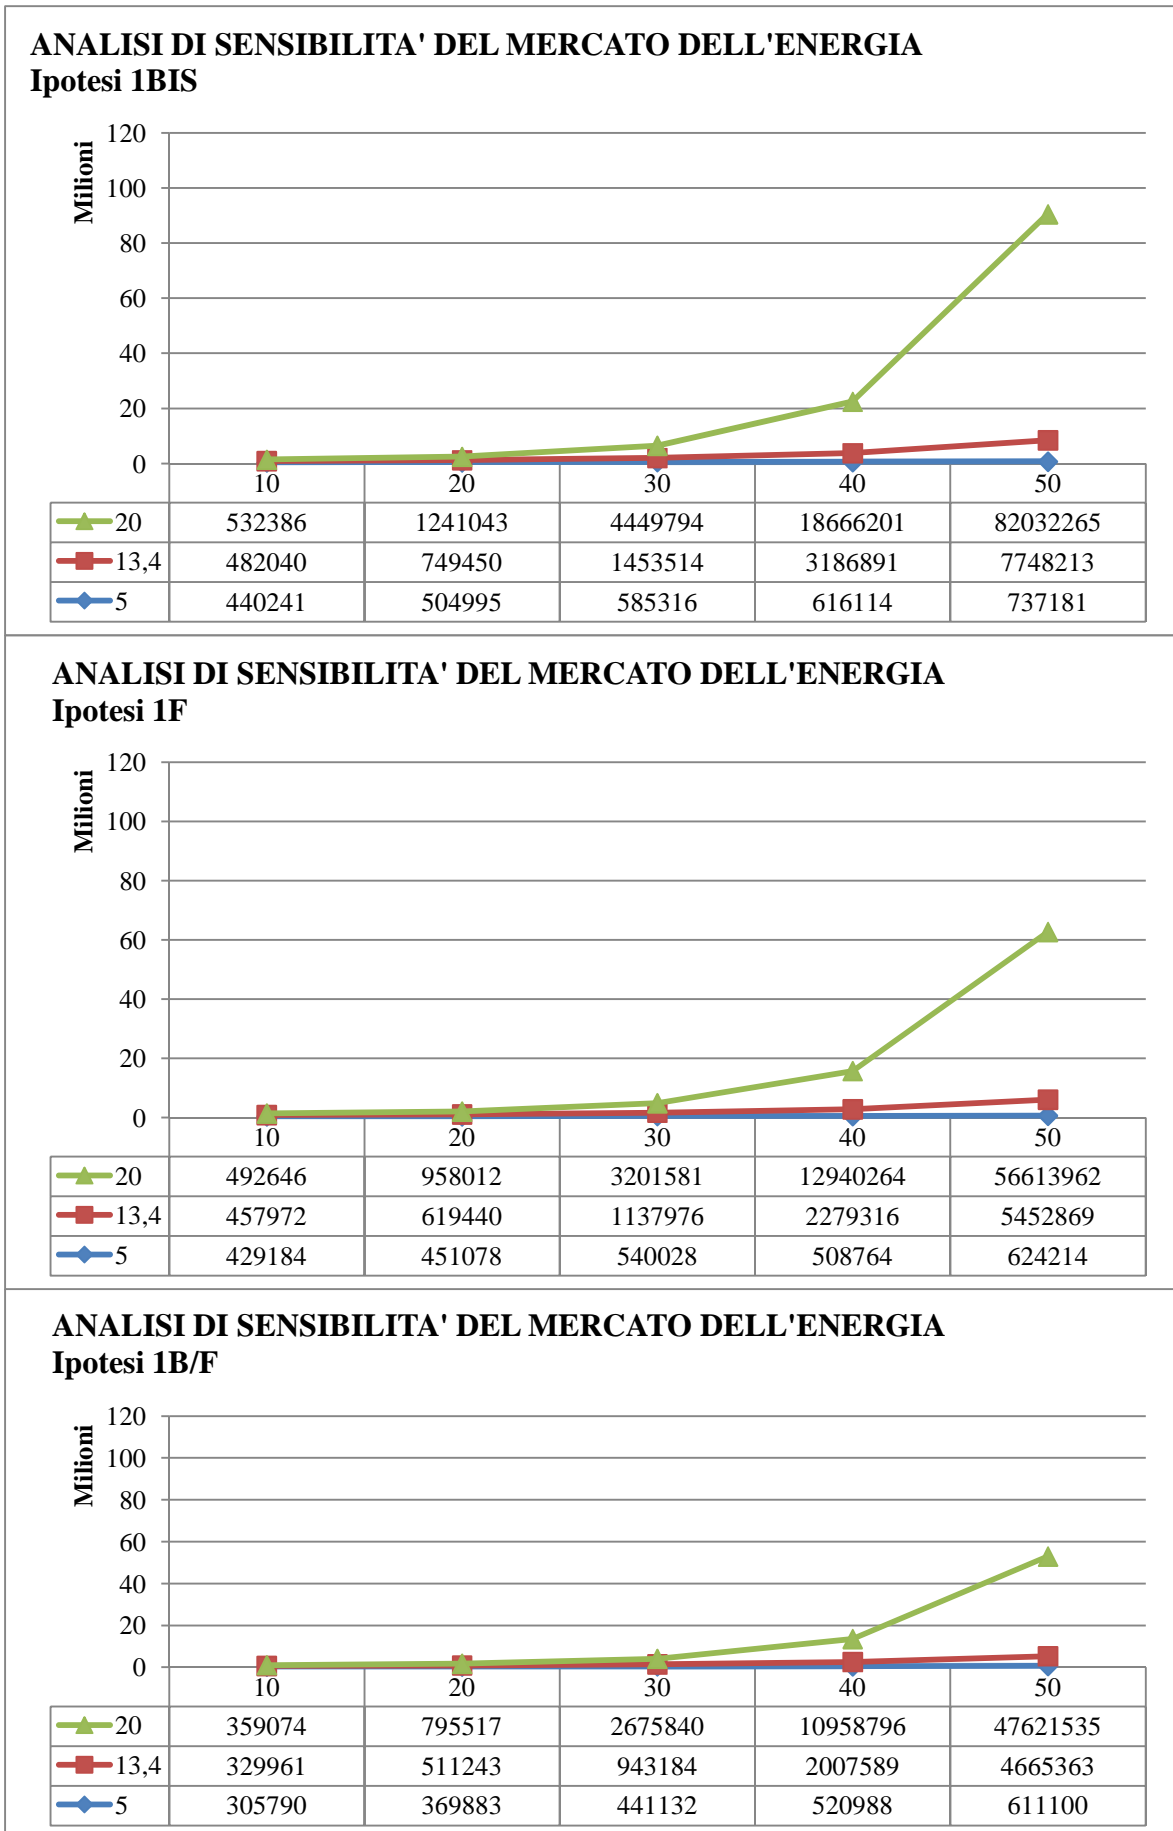 ANALISI DI SENSIBILITA' DEL MERCATO DELL'ENERGIA
Ipotesi 1BIS
Milioni
120
100
80
60
40
20
0
10 20 30 40 50
20 532386 1241043 4449794 18666201 82032265
13,4 482040 749450 1453514 3186891 7748213
5 440241 504995 585316 616114 737181
ANALISI DI SENSIBILITA' DEL MERCATO DELL'ENERGIA
Ipotesi 1F
Milioni
120
100
80
60
40
20
0
10 20 30 40 50
20 492646 958012 3201581 12940264 56613962
13,4 457972 619440 1137976 2279316 5452869
5 429184 451078 540028 508764 624214
ANALISI DI SENSIBILITA' DEL MERCATO DELL'ENERGIA
Ipotesi 1B/F
Milioni
120
100
80
60
40
20
0
10 20 30 40 50
20 359074 795517 2675840 10958796 47621535
13,4 329961 511243 943184 2007589 4665363
5 305790 369883 441132 520988 611100